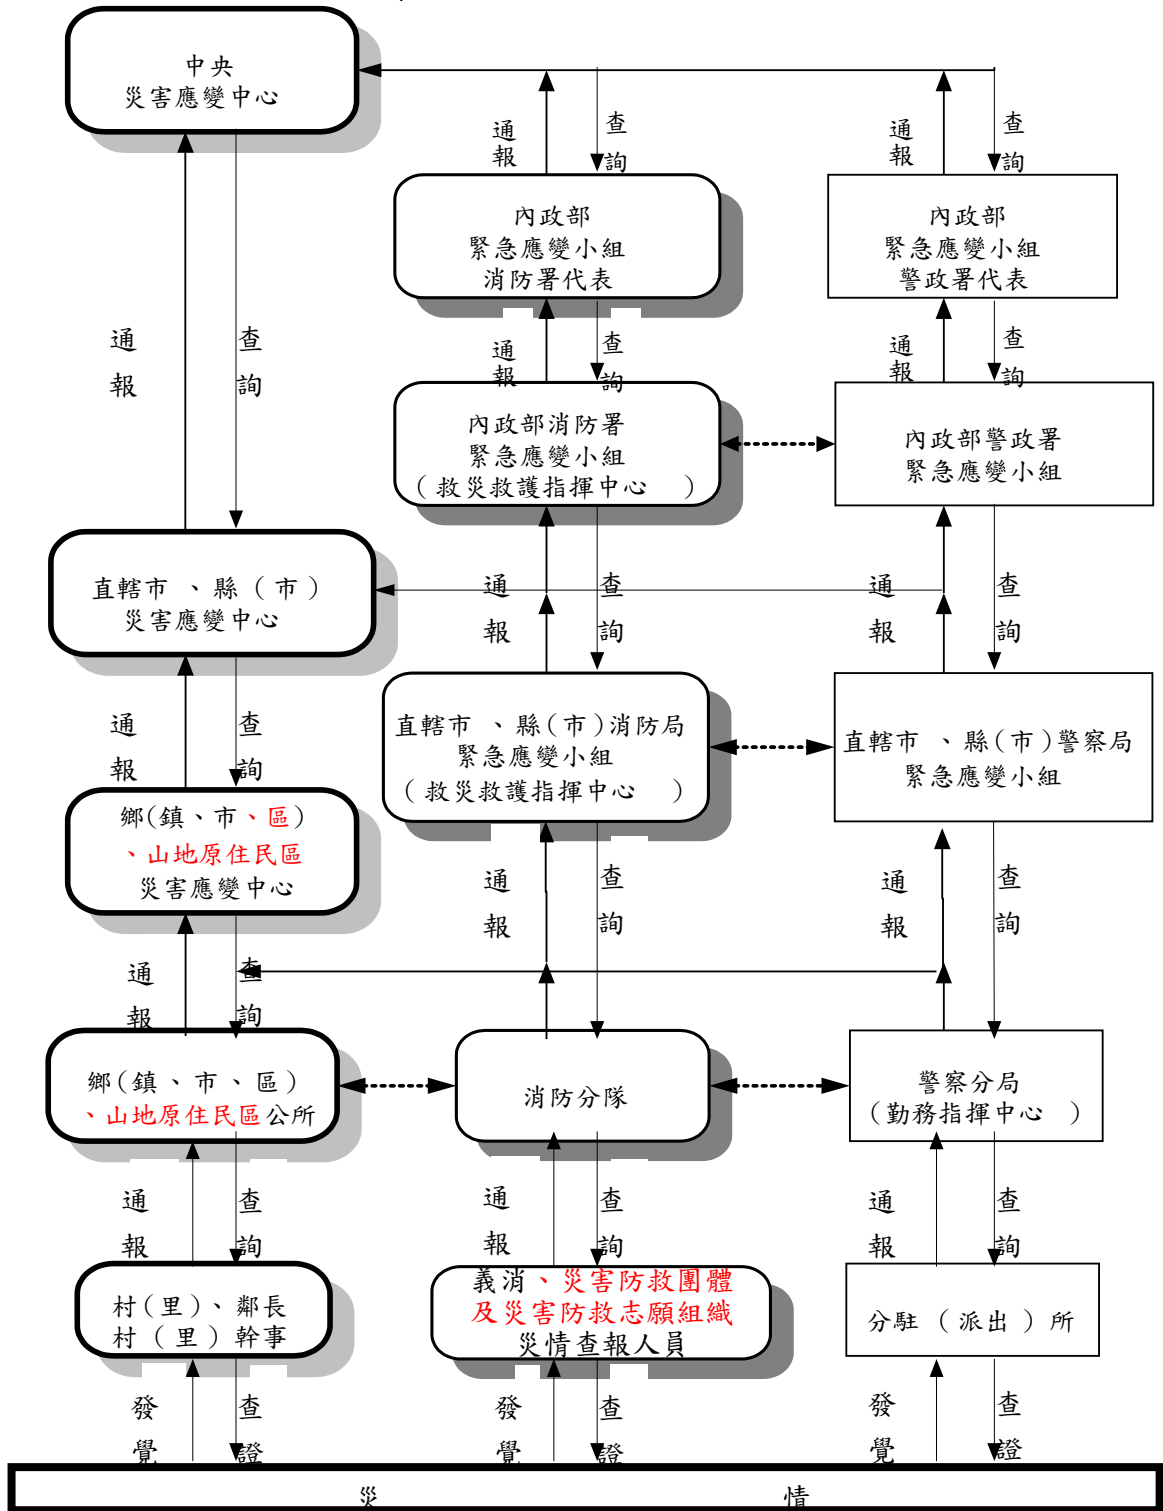 中央
災害應變中心
通報
查詢
通報
查詢
內政部
緊急應變小組
消防署代表
內政部
緊急應變小組
警政署代表
通報
查詢
通報
查詢
通報
查詢
內政部消防署
緊急應變小組
(救災救護指揮中心)
內政部警政署
緊急應變小組
直轄市、縣(市)
災害應變中心
通報
查詢
通報
查詢
通報
查詢
直轄市、縣(市)消防局
緊急應變小組
(救災救護指揮中心)
直轄市、縣(市)警察局
緊急應變小組
鄉(鎮、市、區)
、山地原住民區
災害應變中心
通報
查詢
通報
查詢
通報
查詢
鄉(鎮、市、區)
、山地原住民區公所
消防分隊
警察分局
(勤務指揮中心)
通報
查詢
通報
查詢
通報
查詢
村(里)、鄰長
村(里)幹事
義消、災害防救團體
及災害防救志願組織
災情查報人員
分駐(派出)所
發覺
查證
發覺
查證
發覺
查證
災情